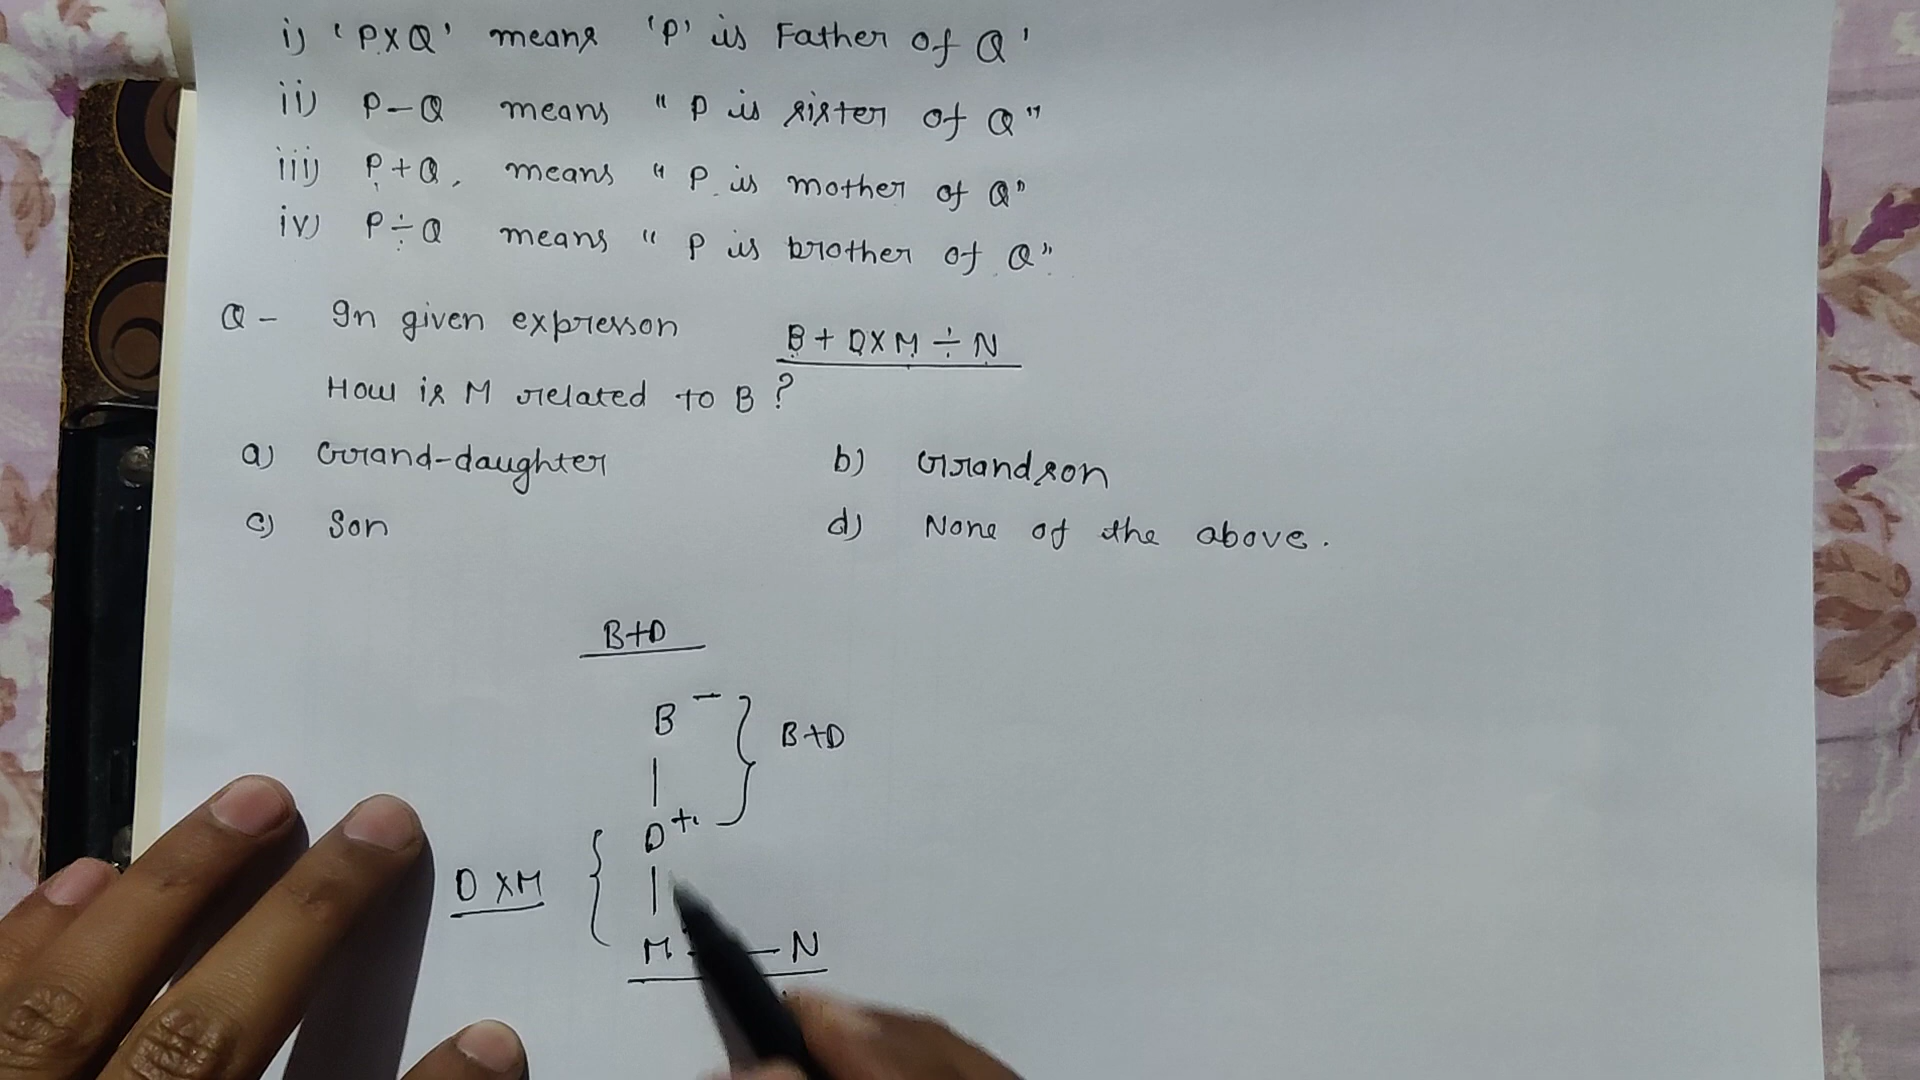 i) 'P×Q' means 'P' is Father of Q'
ii) P-Q means "P is sister of Q"
iii) P+Q, means "P is mother of Q"
iv) P÷Q means "P is brother of Q"
Q- In given expresson B+D×M÷N
How is M related to B?
a) Grand-daughter b) Grandson
c) Son d) None of the above.
B+D
B - B+D
D +
D×M
M N